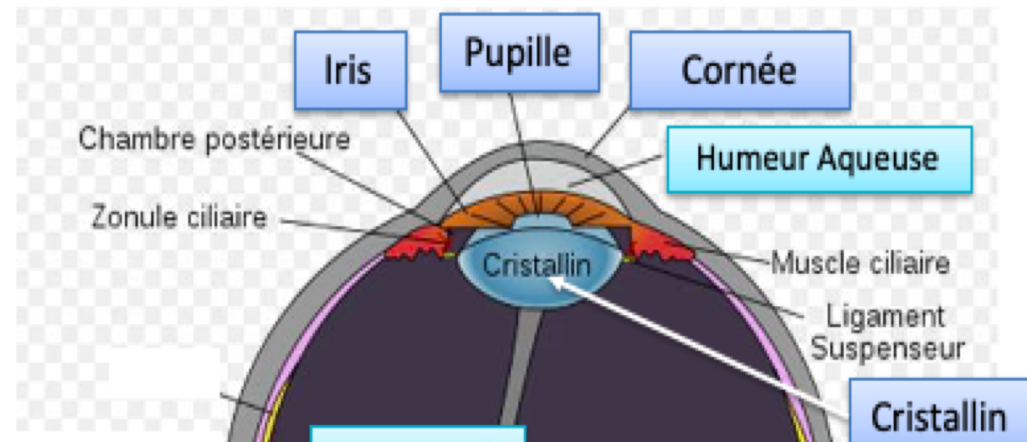 Iris
Pupille
Cornée
Chambre postérieure
Humeur Aqueuse
Zonule ciliaire
Cristallin
Muscle ciliaire
Ligament
Suspenseur
Cristallin